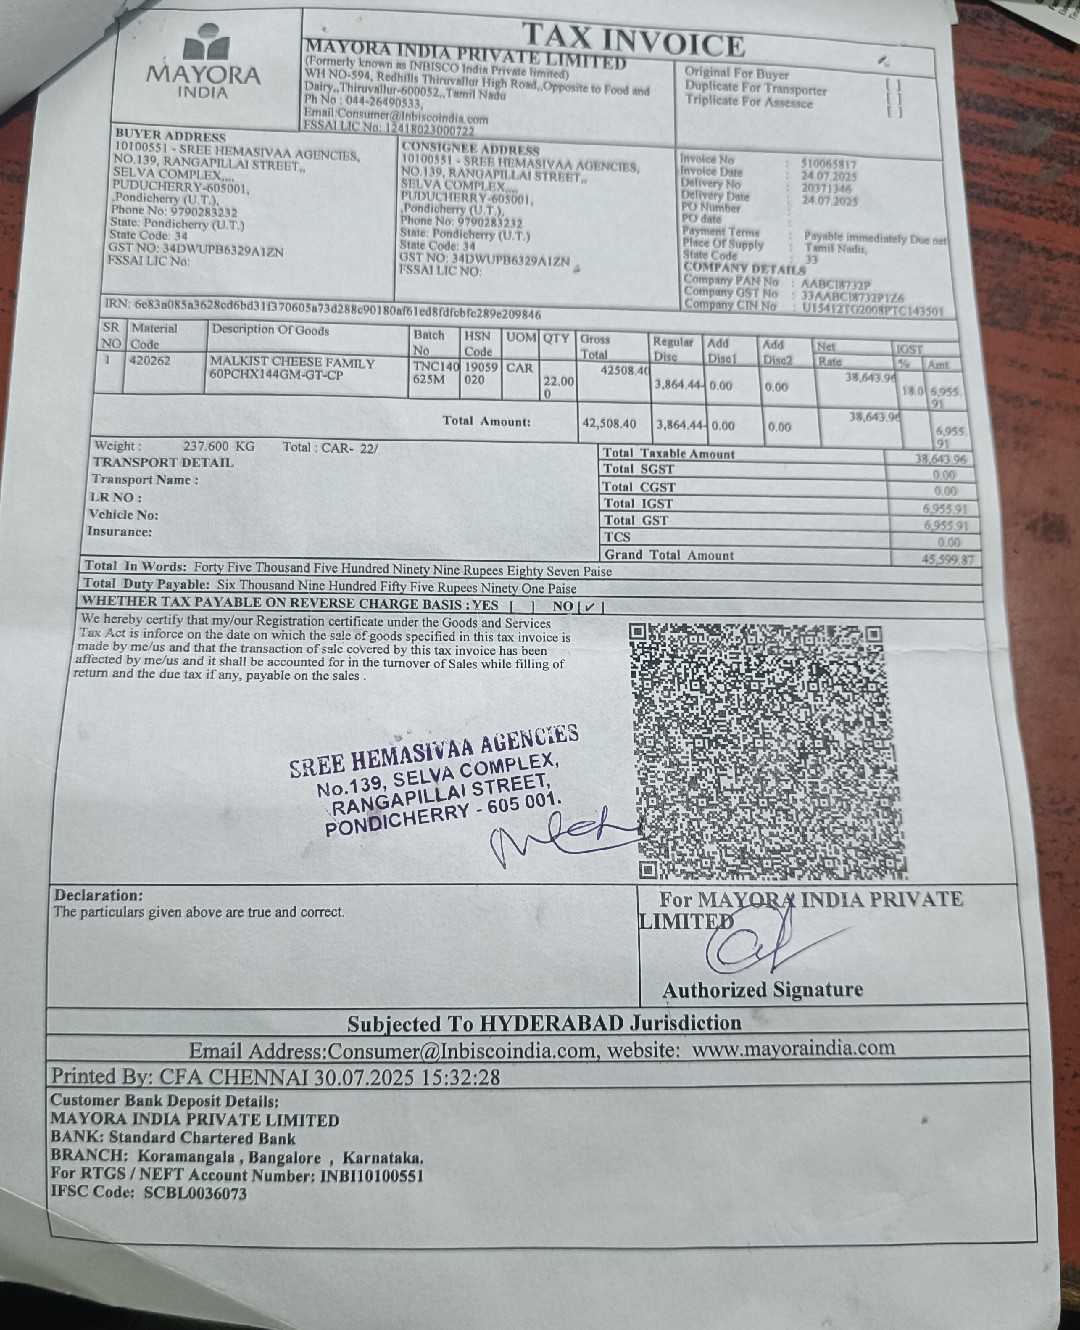 MAYORA
INDIA
TAX INVOICE
MAYORA INDIA PRIVATE LIMITED
(Formerly known as INBISCO India Private limited)
WH NO-594, Redhills Thiruvallur High Road,,Opposite to Food and
Dairy,,Thiruvallur-600052,,Tamil Nadu
Ph No : 044-26490533,
Email:Consumer@Inbiscoindia.com
FSSAI LIC No: 12418023000722
Original For Buyer [ ]
Duplicate For Transporter [ ]
Triplicate For Assessee [ ]
BUYER ADDRESS
10100551 - SREE HEMASIVAA AGENCIES,
NO.139, RANGAPILLAI STREET,,
SELVA COMPLEX,,,,
PUDUCHERRY-605001,
,Pondicherry (U.T.)
Phone No: 9790283232
State: Pondicherry (U.T.)
State Code: 34
GST NO: 34DWUPB6329A1ZN
FSSAI LIC No:
CONSIGNEE ADDRESS
10100551 - SREE HEMASIVAA AGENCIES,
NO.139, RANGAPILLAI STREET,,
SELVA COMPLEX,,,,
PUDUCHERRY-605001,
,Pondicherry (U.T.),
Phone No: 9790283232
State: Pondicherry (U.T.)
State Code: 34
GST NO: 34DWUPB6329A1ZN
FSSAI LIC NO:
Invoice No : 510065817
Invoice Date : 24.07.2025
Delivery No : 20371346
Delivery Date : 24.07.2025
PO Number :
PO date :
Payment Terms : Payable immediately Due net
Place Of Supply : Tamil Nadu,
State Code : 33
COMPANY DETAILS
Company PAN No : AABCI8732P
Company GST No : 33AABCI8732P1Z6
Company CIN No : U15412TG2008PTC143501
IRN: 6e83n085a3628cd6bd31f370605a73d288c90180af61ed8fdfcbfc289e209846
SR NO Material Code Description Of Goods Batch No HSN Code UOM QTY Gross Total Regular Disc Add Disc1 Add Disc2 Net Rate IGST % Amt
1 420262 MALKIST CHEESE FAMILY 60PCHX144GM-GT-CP TNC140625M 19059020 CAR 22.000 42508.40 3,864.44- 0.00 0.00 38,643.96 18.0 6,955.91
Total Amount: 42,508.40 3,864.44- 0.00 0.00 38,643.96 6,955.91
Weight : 237.600 KG Total : CAR- 22/
TRANSPORT DETAIL
Transport Name :
LR NO :
Vehicle No:
Insurance:
Total Taxable Amount 38,643.96
Total SGST 0.00
Total CGST 0.00
Total IGST 6,955.91
Total GST 6,955.91
TCS 0.00
Grand Total Amount 45,599.87
Total In Words: Forty Five Thousand Five Hundred Ninety Nine Rupees Eighty Seven Paise
Total Duty Payable: Six Thousand Nine Hundred Fifty Five Rupees Ninety One Paise
WHETHER TAX PAYABLE ON REVERSE CHARGE BASIS : YES [ ] NO [✓]
We hereby certify that my/our Registration certificate under the Goods and Services
Tax Act is inforce on the date on which the sale of goods specified in this tax invoice is
made by me/us and that the transaction of sale covered by this tax invoice has been
affected by me/us and it shall be accounted for in the turnover of Sales while filling of
return and the due tax if any, payable on the sales .
SREE HEMASIVAA AGENCIES
No.139, SELVA COMPLEX,
RANGAPILLAI STREET,
PONDICHERRY - 605 001.
Declaration:
The particulars given above are true and correct.
For MAYORA INDIA PRIVATE
LIMITED
Authorized Signature
Subjected To HYDERABAD Jurisdiction
Email Address:Consumer@Inbiscoindia.com, website: www.mayoraindia.com
Printed By: CFA CHENNAI 30.07.2025 15:32:28
Customer Bank Deposit Details;
MAYORA INDIA PRIVATE LIMITED
BANK: Standard Chartered Bank
BRANCH: Koramangala , Bangalore , Karnataka.
For RTGS / NEFT Account Number: INBI10100551
IFSC Code: SCBL0036073